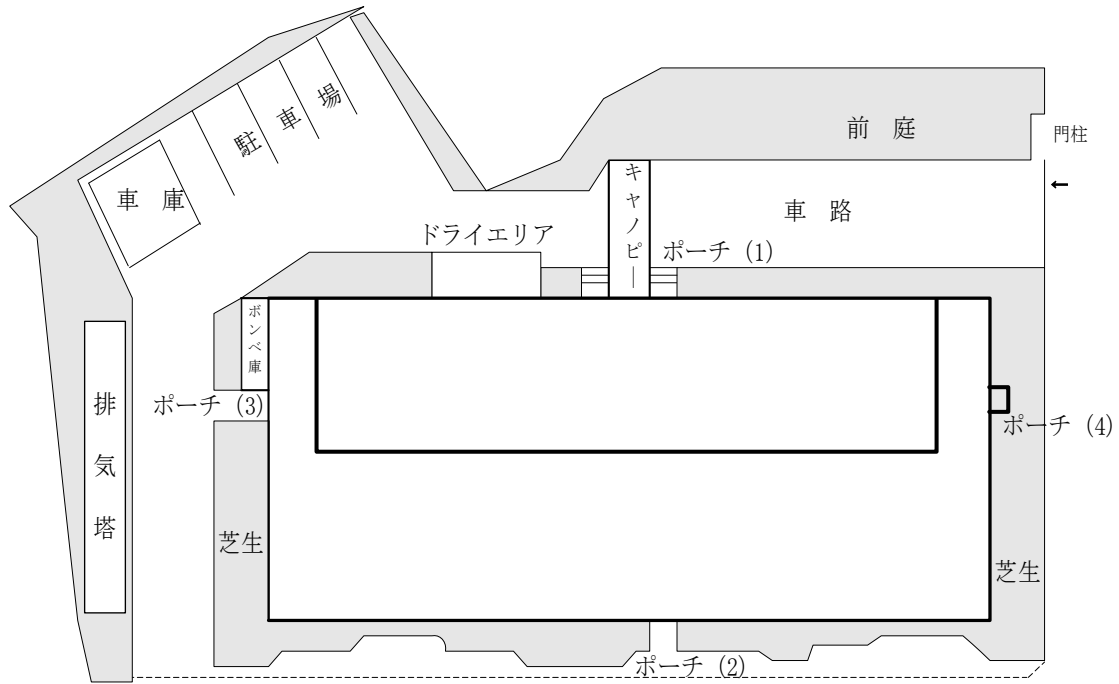 駐車場
前庭
門柱
←
車庫
キャノピー
車路
ドライエリア
ポーチ (1)
ボンベ庫
ポーチ (3)
排気塔
ポーチ (4)
芝生
芝生
ポーチ (2)